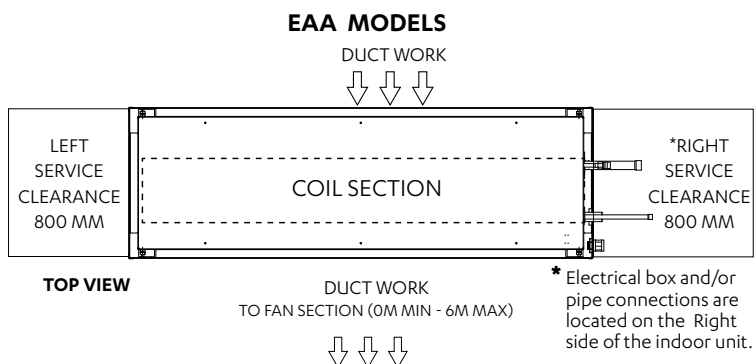 EAA MODELS
DUCT WORK
LEFT
SERVICE
CLEARANCE
800 MM
COIL SECTION
*RIGHT
SERVICE
CLEARANCE
800 MM
TOP VIEW
DUCT WORK
TO FAN SECTION (0M MIN - 6M MAX)
* Electrical box and/or
pipe connections are
located on the Right
side of the indoor unit.